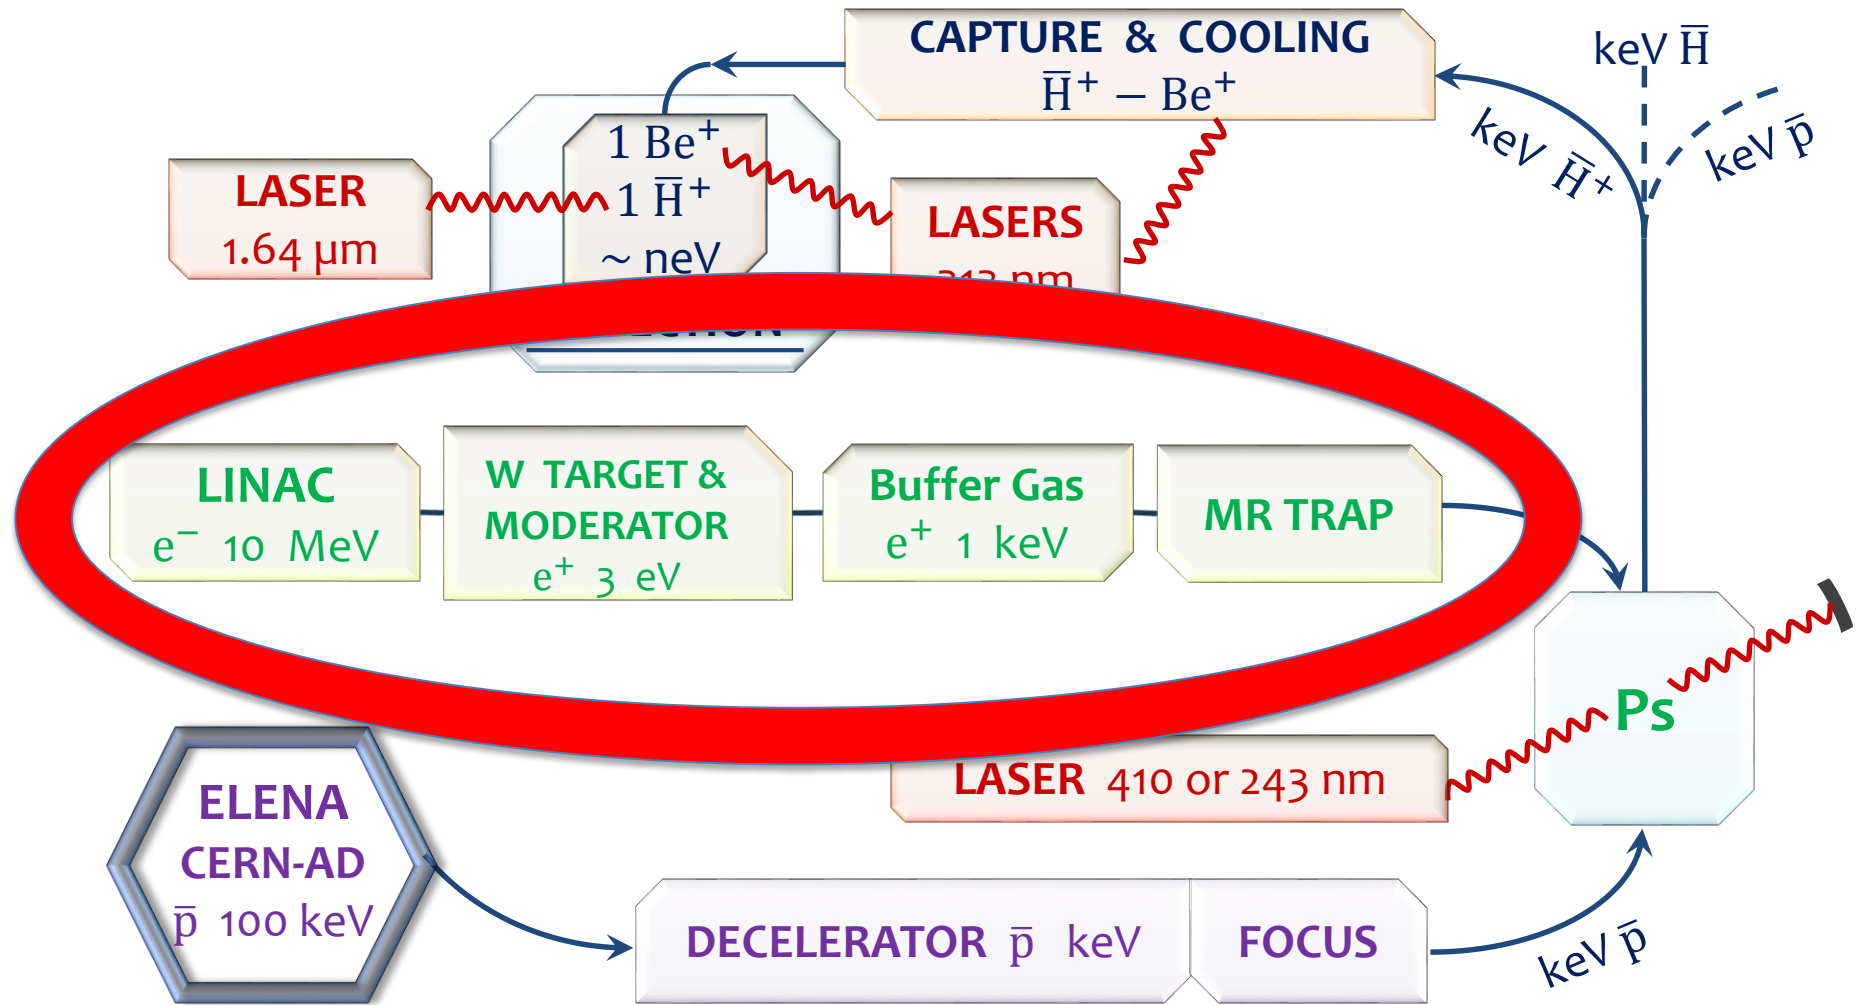 CAPTURE & COOLING
H̅⁺ – Be⁺
keV H̅
keV p̅
keV H̅⁺
1 Be⁺
1 H̅⁺
~ neV
LASER
1.64 µm
LASERS
313 nm
LINAC
e⁻ 10 MeV
W TARGET &
MODERATOR
e⁺ 3 eV
Buffer Gas
e⁺ 1 keV
MR TRAP
Ps
LASER 410 or 243 nm
ELENA
CERN-AD
p̅ 100 keV
DECELERATOR p̅ keV
FOCUS
keV p̅